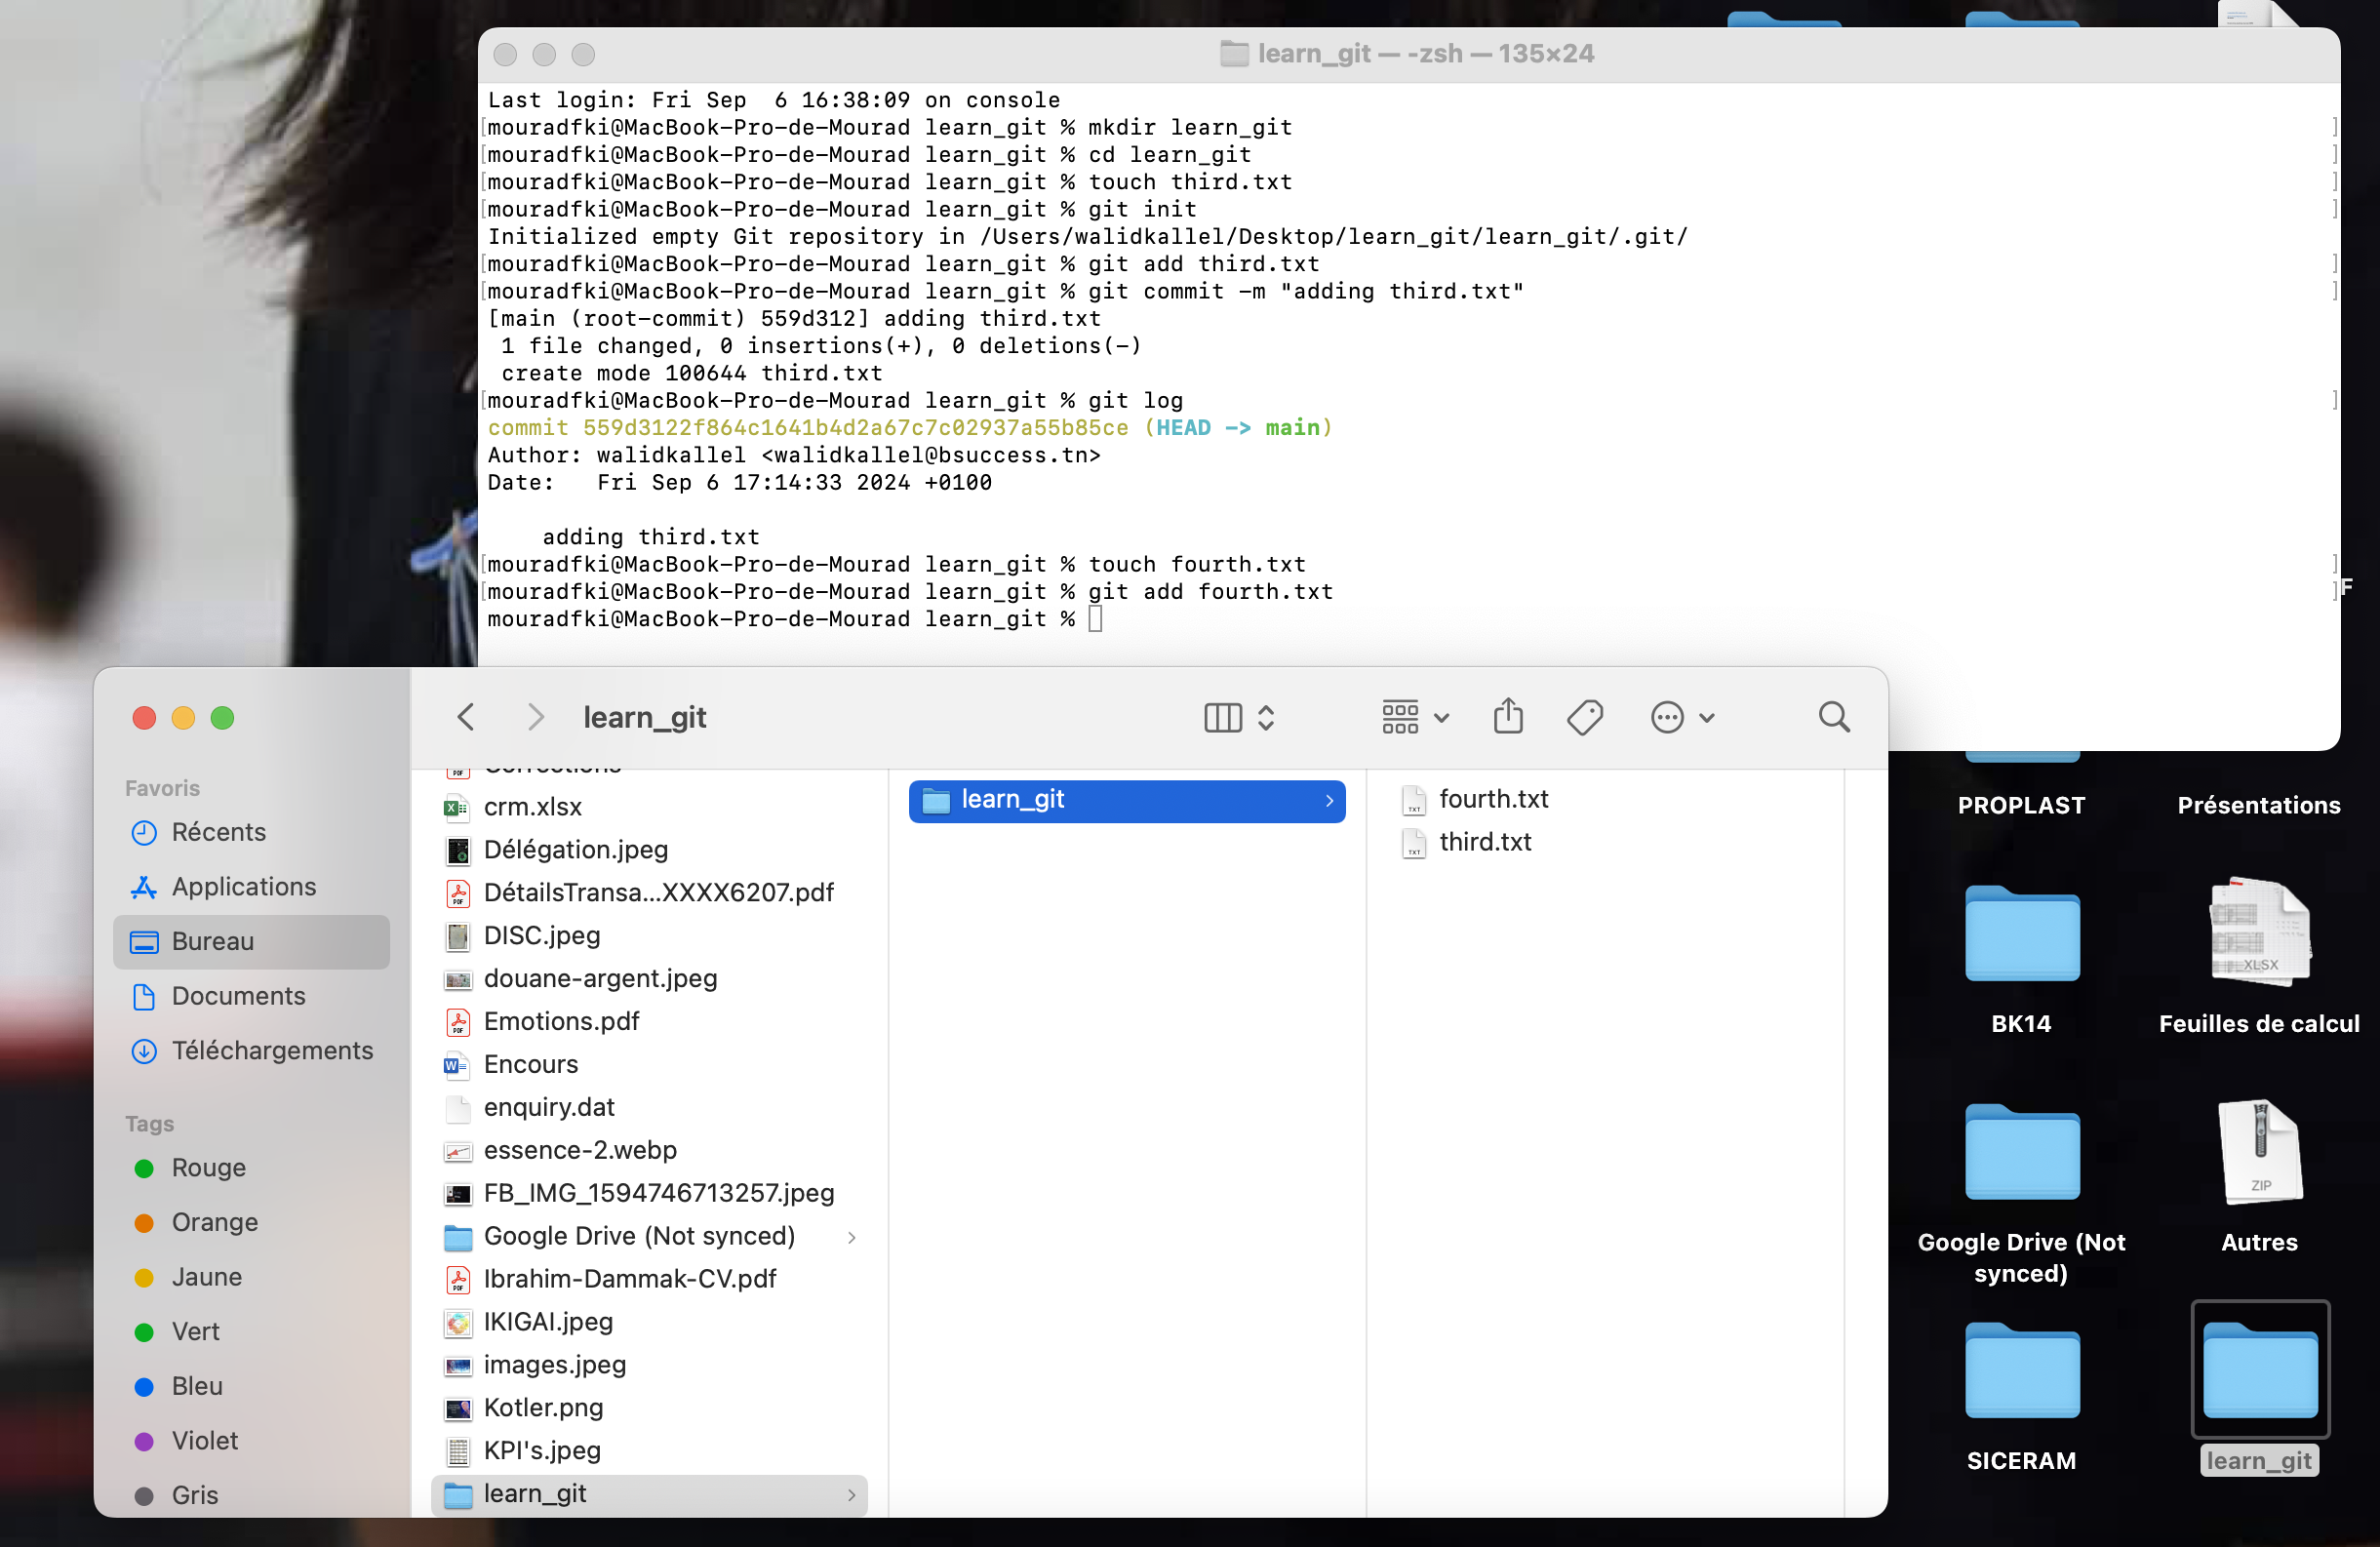 learn_git — -zsh — 135×24
Last login: Fri Sep  6 16:38:09 on console
[mouradfki@MacBook-Pro-de-Mourad learn_git % mkdir learn_git ]
[mouradfki@MacBook-Pro-de-Mourad learn_git % cd learn_git ]
[mouradfki@MacBook-Pro-de-Mourad learn_git % touch third.txt ]
[mouradfki@MacBook-Pro-de-Mourad learn_git % git init ]
Initialized empty Git repository in /Users/walidkallel/Desktop/learn_git/learn_git/.git/
[mouradfki@MacBook-Pro-de-Mourad learn_git % git add third.txt ]
[mouradfki@MacBook-Pro-de-Mourad learn_git % git commit -m "adding third.txt" ]
[main (root-commit) 559d312] adding third.txt
 1 file changed, 0 insertions(+), 0 deletions(-)
 create mode 100644 third.txt
[mouradfki@MacBook-Pro-de-Mourad learn_git % git log ]
commit 559d3122f864c1641b4d2a67c7c02937a55b85ce (HEAD -> main)
Author: walidkallel <walidkallel@bsuccess.tn>
Date:   Fri Sep 6 17:14:33 2024 +0100
    adding third.txt
[mouradfki@MacBook-Pro-de-Mourad learn_git % touch fourth.txt ]
[mouradfki@MacBook-Pro-de-Mourad learn_git % git add fourth.txt ]
mouradfki@MacBook-Pro-de-Mourad learn_git %
F
learn_git
Favoris
Récents
Applications
Bureau
Documents
Téléchargements
Tags
Rouge
Orange
Jaune
Vert
Bleu
Violet
Gris
crm.xlsx
Délégation.jpeg
DétailsTransa...XXXX6207.pdf
DISC.jpeg
douane-argent.jpeg
Emotions.pdf
Encours
enquiry.dat
essence-2.webp
FB_IMG_1594746713257.jpeg
Google Drive (Not synced)
Ibrahim-Dammak-CV.pdf
IKIGAI.jpeg
images.jpeg
Kotler.png
KPI's.jpeg
learn_git
learn_git
fourth.txt
third.txt
PROPLAST
Présentations
BK14
XLSX
Feuilles de calcul
Google Drive (Not
synced)
ZIP
Autres
SICERAM
learn_git